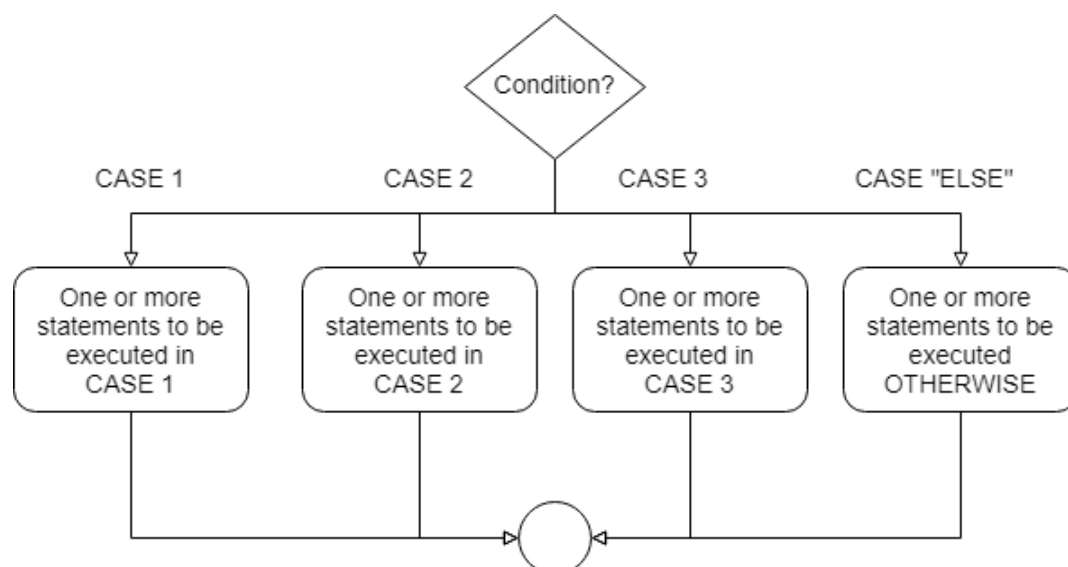 Condition?
CASE 1
CASE 2
CASE 3
CASE "ELSE"
One or more
statements to be
executed in
CASE 1
One or more
statements to be
executed in
CASE 2
One or more
statements to be
executed in
CASE 3
One or more
statements to be
executed
OTHERWISE